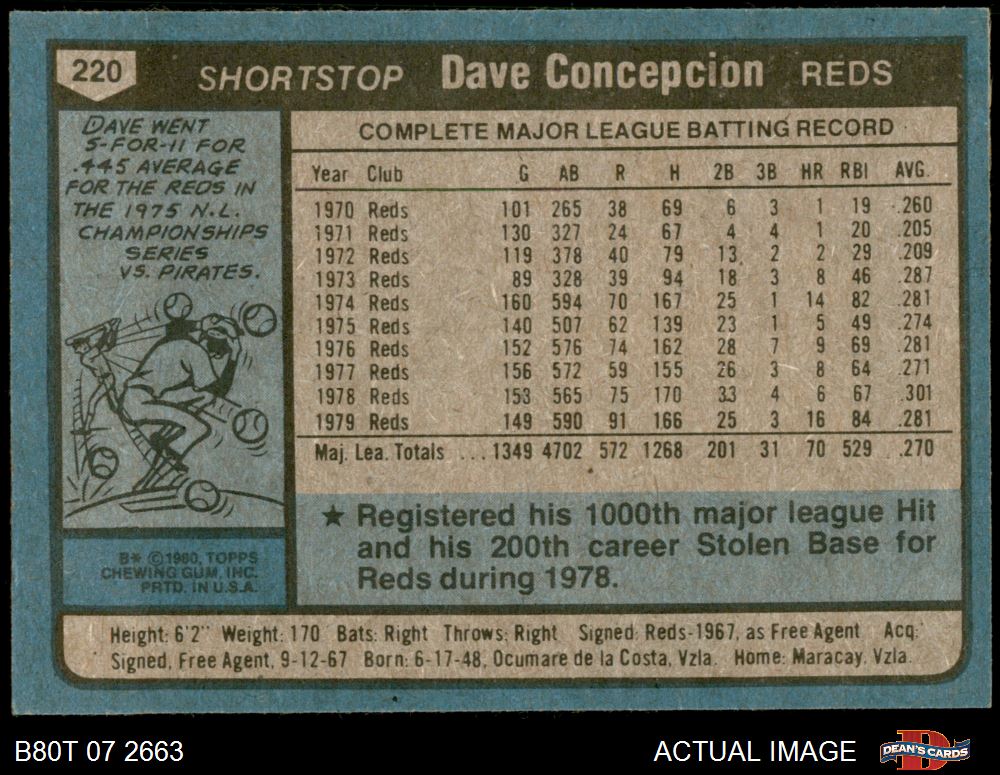 220 SHORTSTOP Dave Concepcion REDS
DAVE WENT
5-FOR-11 FOR
.445 AVERAGE
FOR THE REDS IN
THE 1975 N.L.
CHAMPIONSHIPS
SERIES
VS. PIRATES.
COMPLETE MAJOR LEAGUE BATTING RECORD
Year Club G AB R H 2B 3B HR RBI AVG.
1970 Reds 101 265 38 69 6 3 1 19 .260
1971 Reds 130 327 24 67 4 4 1 20 .205
1972 Reds 119 378 40 79 13 2 2 29 .209
1973 Reds 89 328 39 94 18 3 8 46 .287
1974 Reds 160 594 70 167 25 1 14 82 .281
1975 Reds 140 507 62 139 23 1 5 49 .274
1976 Reds 152 576 74 162 28 7 9 69 .281
1977 Reds 156 572 59 155 26 3 8 64 .271
1978 Reds 153 565 75 170 33 4 6 67 .301
1979 Reds 149 590 91 166 25 3 16 84 .281
Maj. Lea. Totals ... 1349 4702 572 1268 201 31 70 529 .270
★ Registered his 1000th major league Hit
and his 200th career Stolen Base for
Reds during 1978.
B* © 1980, TOPPS
CHEWING GUM, INC.
PRTD. IN U.S.A.
Height: 6'2" Weight: 170 Bats: Right Throws: Right Signed: Reds-1967, as Free Agent Acq:
Signed, Free Agent, 9-12-67 Born: 6-17-48, Ocumare de la Costa, Vzla. Home: Maracay, Vzla.
B80T 07 2663 ACTUAL IMAGE DEAN'S CARDS